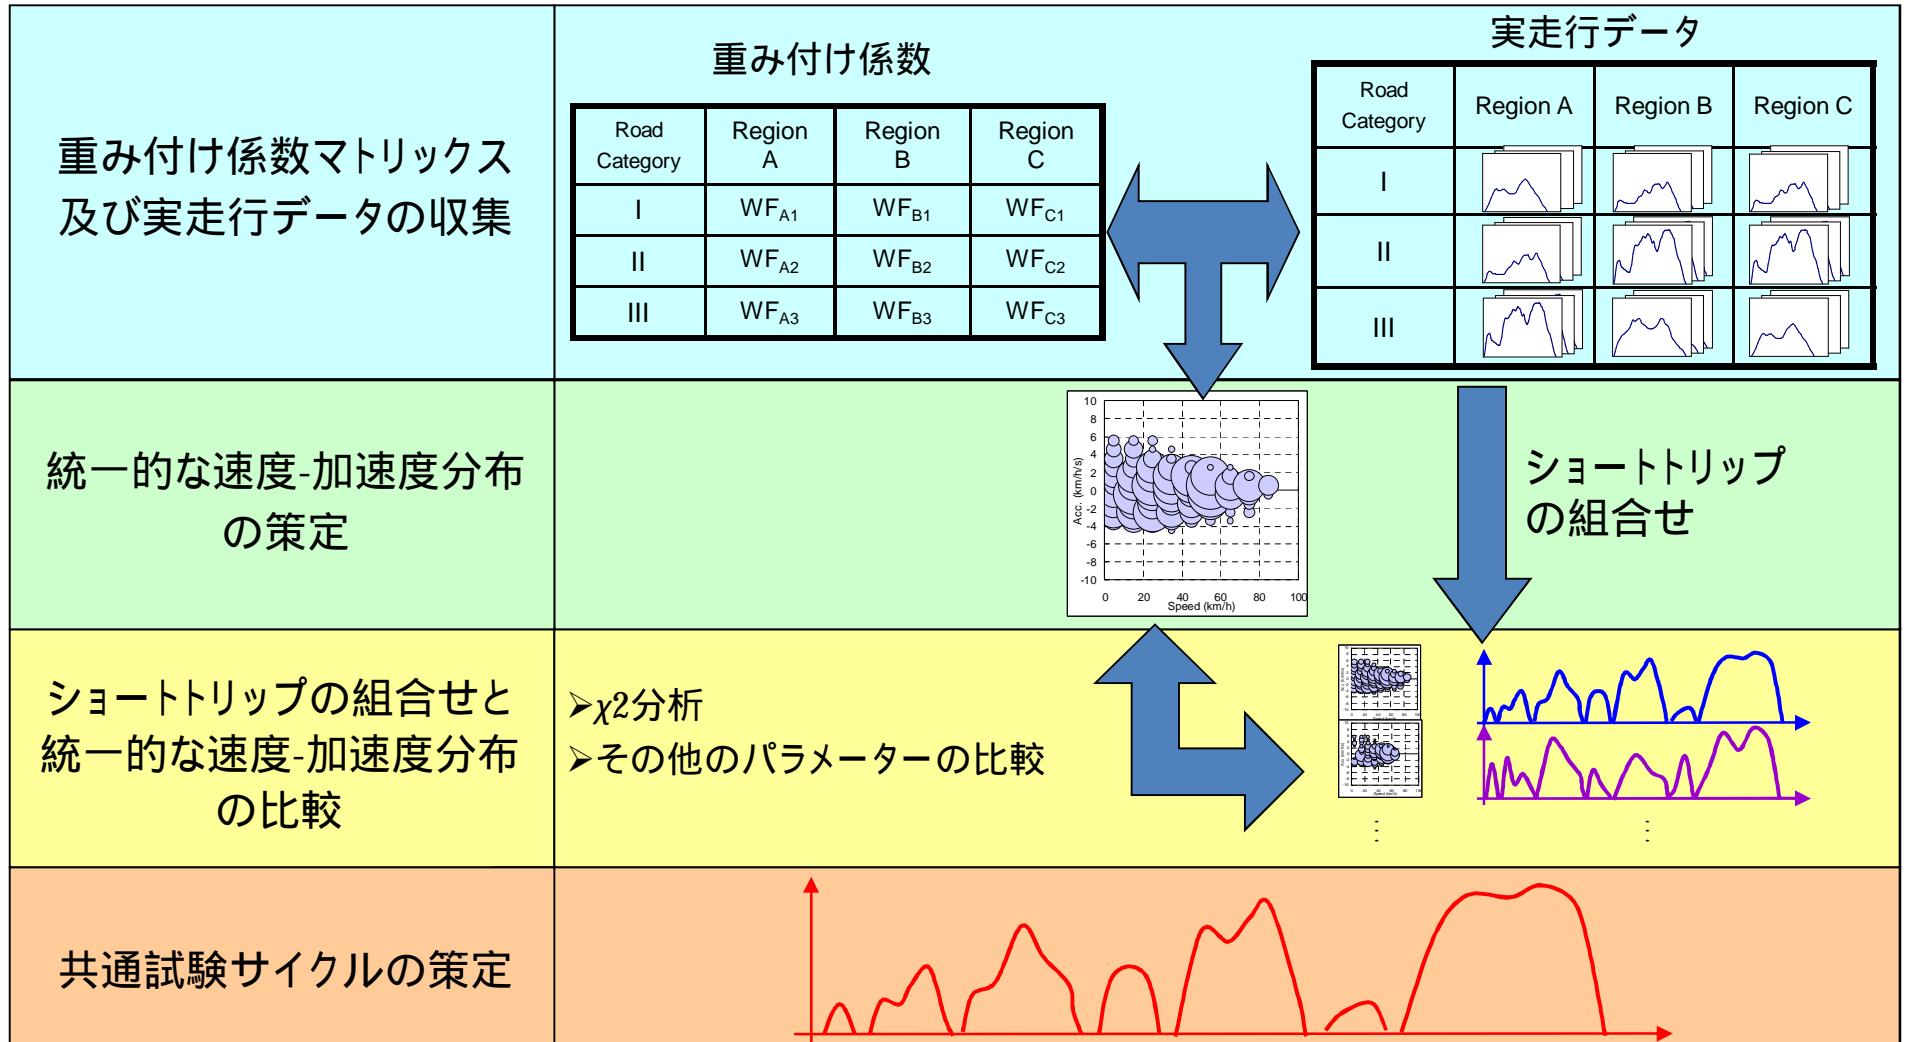 重み付け係数マトリックス
及び実走行データの収集
重み付け係数
Road Category
Region A
Region B
Region C
I
WFA1
WFB1
WFC1
II
WFA2
WFB2
WFC2
III
WFA3
WFB3
WFC3
実走行データ
Road Category
Region A
Region B
Region C
I
II
III
統一的な速度-加速度分布
の策定
10
8
6
4
2
0
-2
-4
-6
-8
-10
Acc. (km/h/s)
0 20 40 60 80 100
Speed (km/h)
ショートトリップ
の組合せ
ショートトリップの組合せと
統一的な速度-加速度分布
の比較
➢χ2分析
➢その他のパラメーターの比較
共通試験サイクルの策定